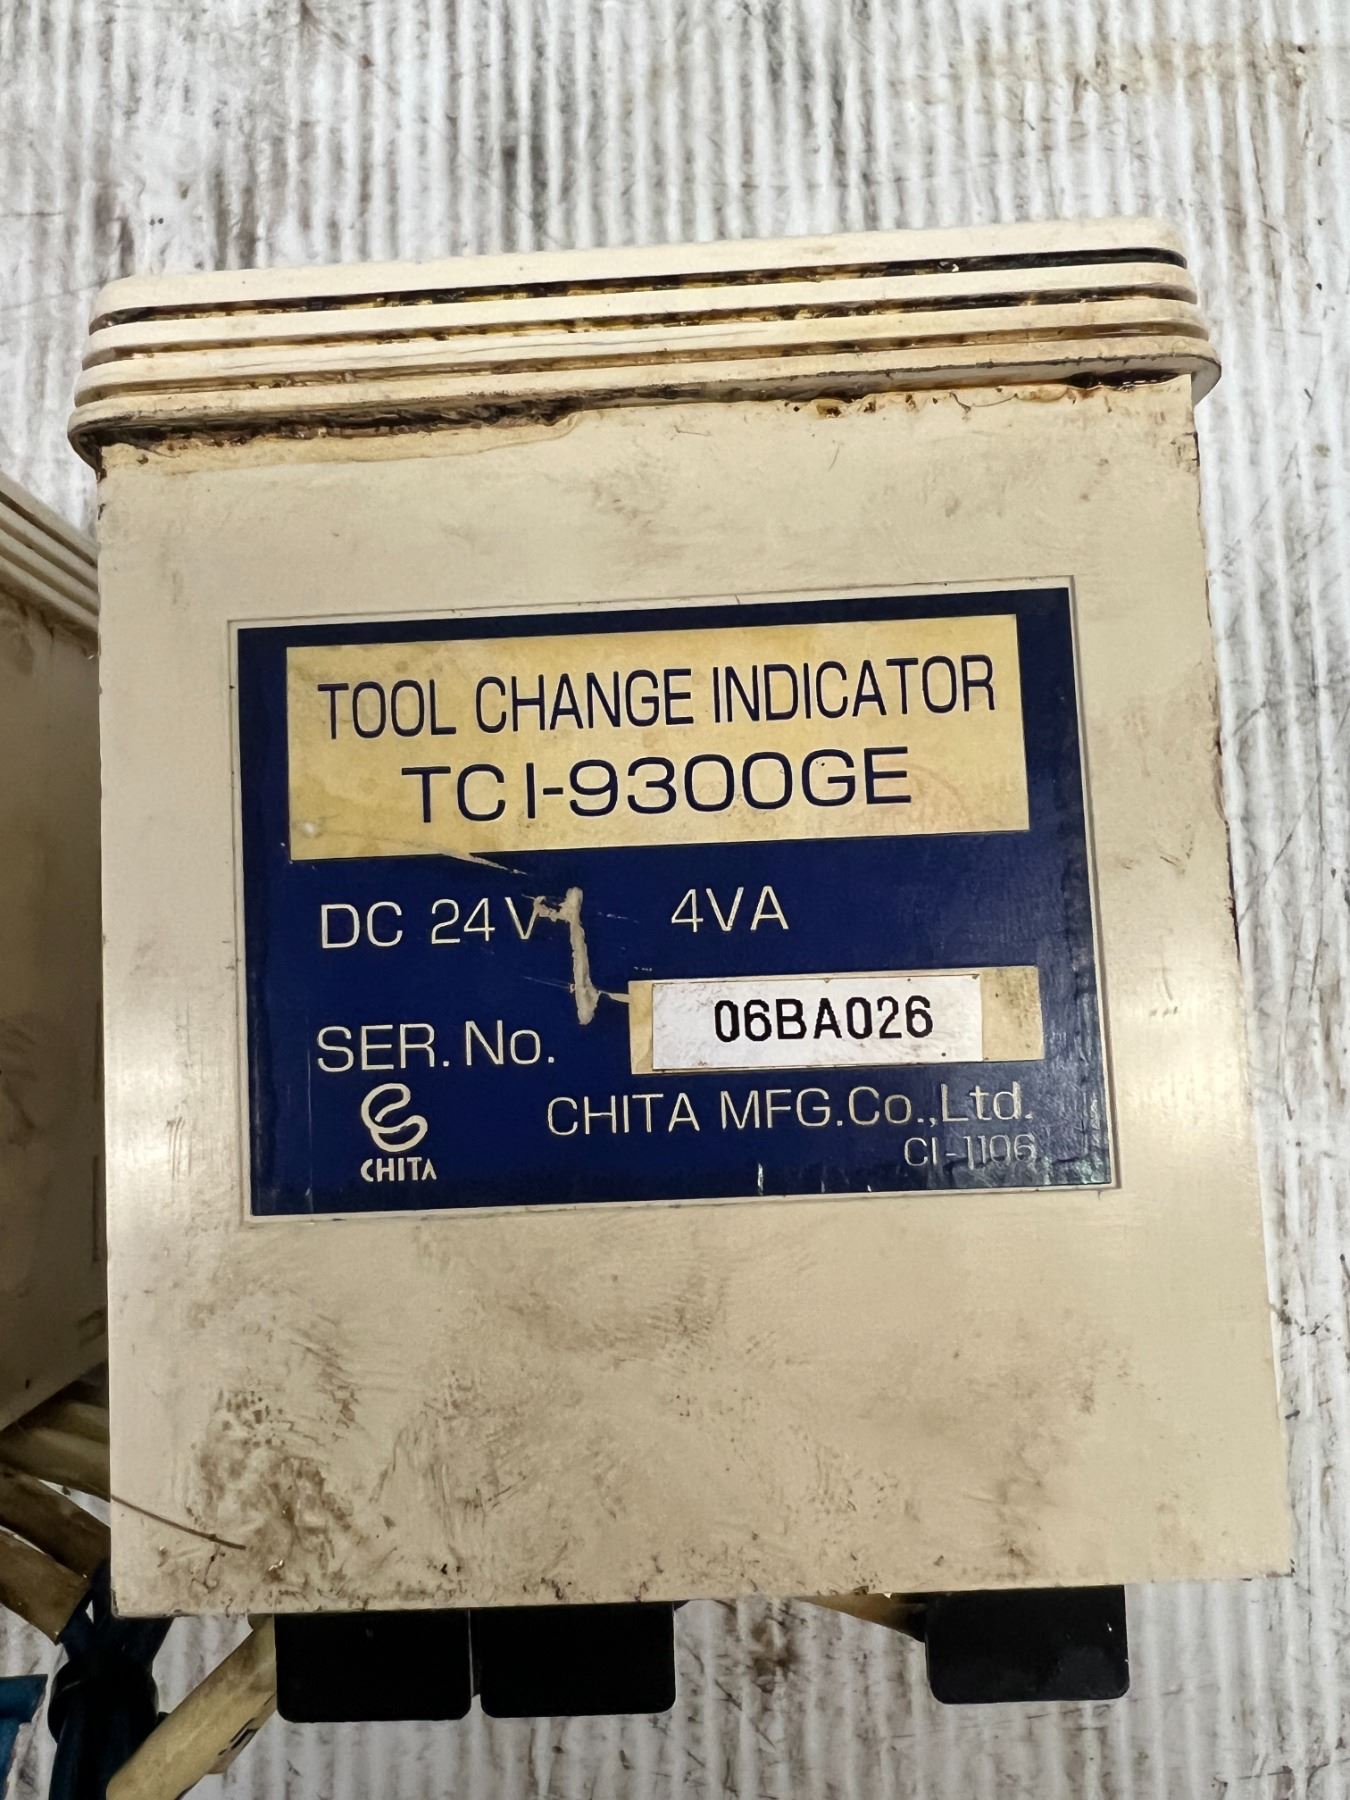 TOOL CHANGE INDICATOR
TCI-9300GE
DC 24V 4VA
SER. No. 06BA026
CHITA MFG.Co.,Ltd.
CHITA
CI-1106